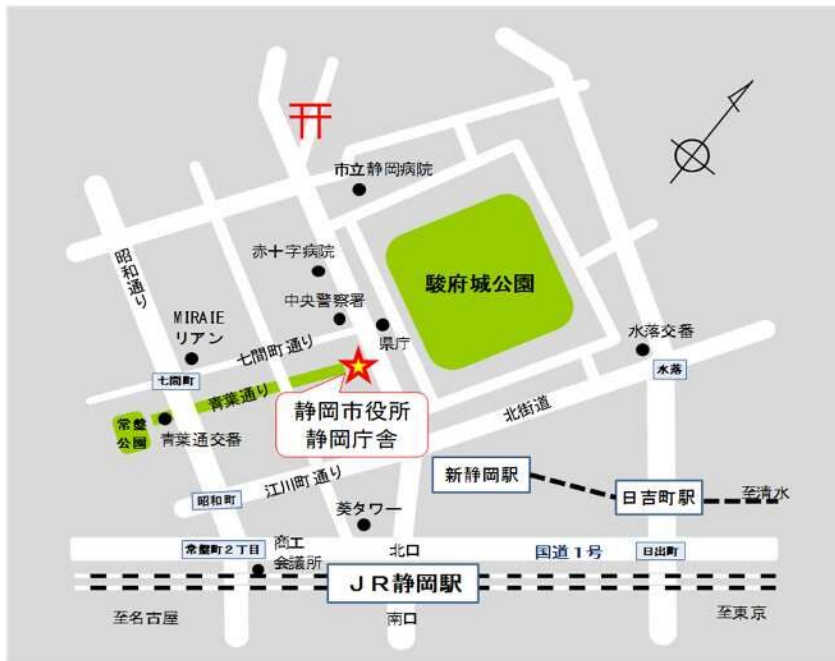 市立静岡病院
昭和通り
赤十字病院
駿府城公園
中央警察署
MIRAIE
リアン
県庁
七間町通り
水落交番
七間町
水落
青葉通り
常盤
公園
青葉通交番
静岡市役所
静岡庁舎
北街道
江川町通り
昭和町
新静岡駅
日吉町駅
至清水
葵タワー
常盤町2丁目
商工
会議所
北口
国道1号
日出町
JR静岡駅
至名古屋
南口
至東京